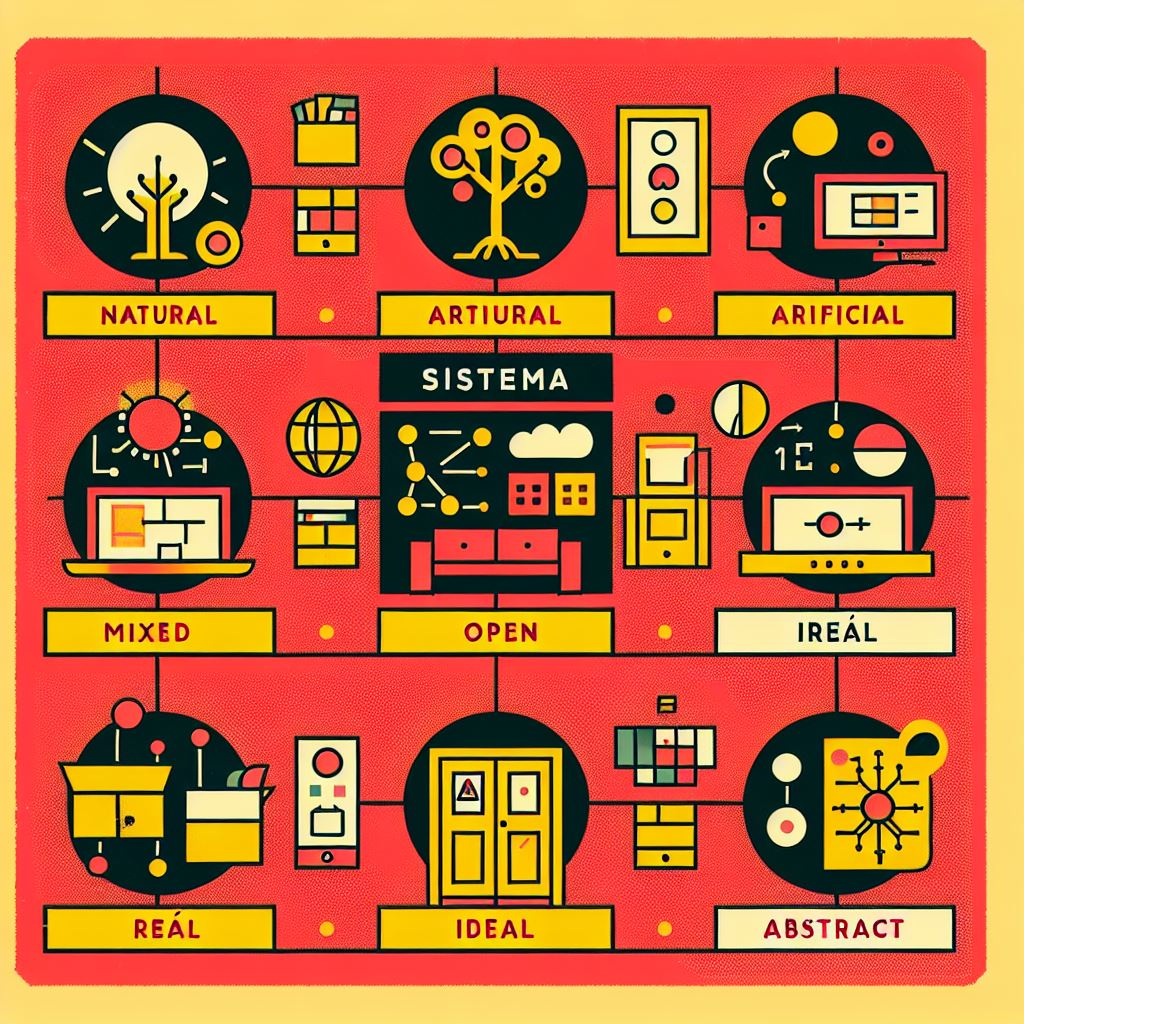 NATURAL
ARTIURAL
ARIFICIAL
SISTEMA
MIXED
OPEN
IREÁL
REÁL
IDEAL
ABSTRACT